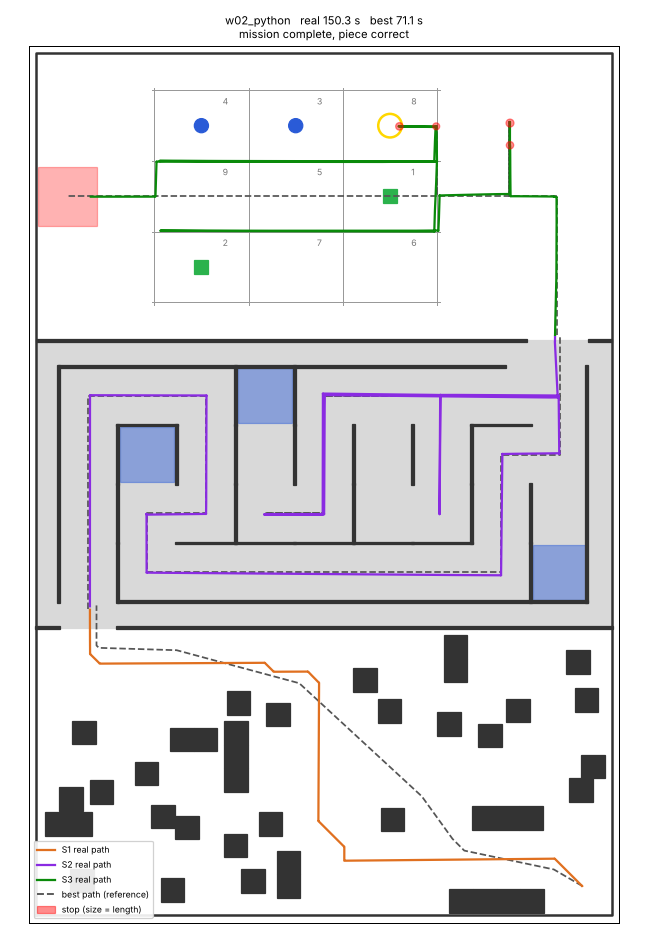 w02_python real 150.3 s best 71.1 s
mission complete, piece correct
4 3 8
9 5 1
2 7 6
S1 real path
S2 real path
S3 real path
best path (reference)
stop (size = length)